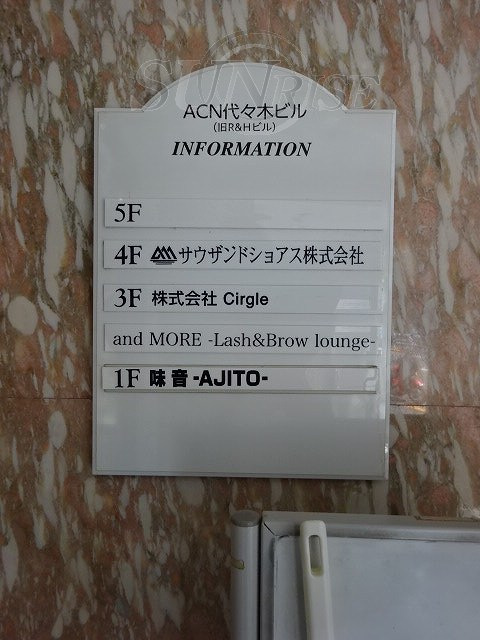 SUNRISE
ACN代々木ビル
(旧R&Hビル)
INFORMATION
5F
4F サウザンドショアス株式会社
3F 株式会社 Cirgle
and MORE -Lash&Brow lounge-
1F 味音-AJITO-